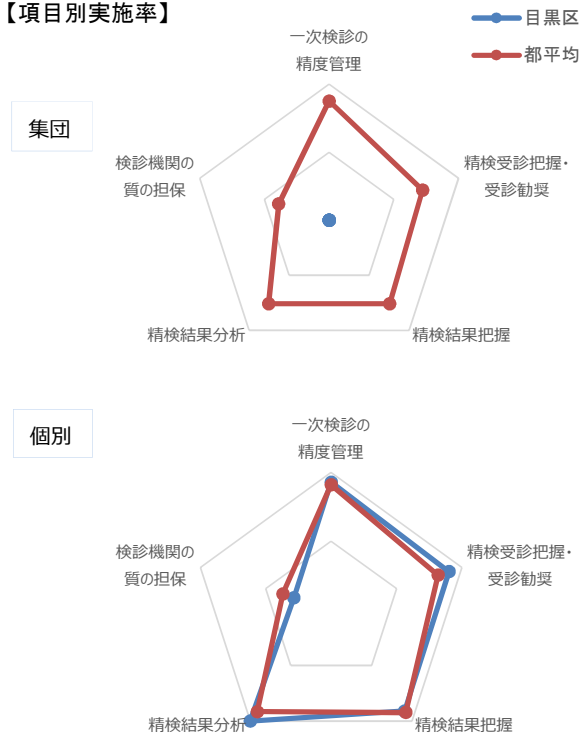 【項目別実施率】
目黒区
都平均
集団
一次検診の
精度管理
検診機関の
質の担保
精検受診把握・
受診勧奨
精検結果分析
精検結果把握
個別
一次検診の
精度管理
検診機関の
質の担保
精検受診把握・
受診勧奨
精検結果分析
精検結果把握